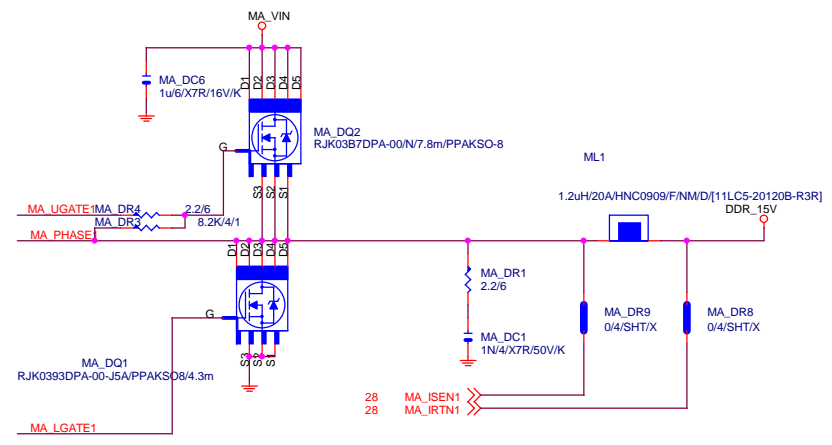 MA_VIN
D1
D2
D3
D4
D5
MA_DC6
1u/6/X7R/16V/K
G
MA_DQ2
RJK03B7DPA-00/N/7.8m/PPAKSO-8
ML1
S3
S2
S1
1.2uH/20A/HNC0909/F/NM/D/[11LC5-20120B-R3R]
DDR_15V
MA_UGATE1
MA_DR4
2.2/6
MA_DR3
8.2K/4/1
MA_PHASE1
D1
D2
D3
D4
D5
MA_DR1
2.2/6
MA_DR9
0/4/SHT/X
MA_DR8
0/4/SHT/X
G
MA_DC1
1N/4/X7R/50V/K
S3
S2
S1
MA_DQ1
RJK0393DPA-00-J5A/PPAKSO8/4.3m
28 MA_ISEN1
28 MA_IRTN1
MA_LGATE1